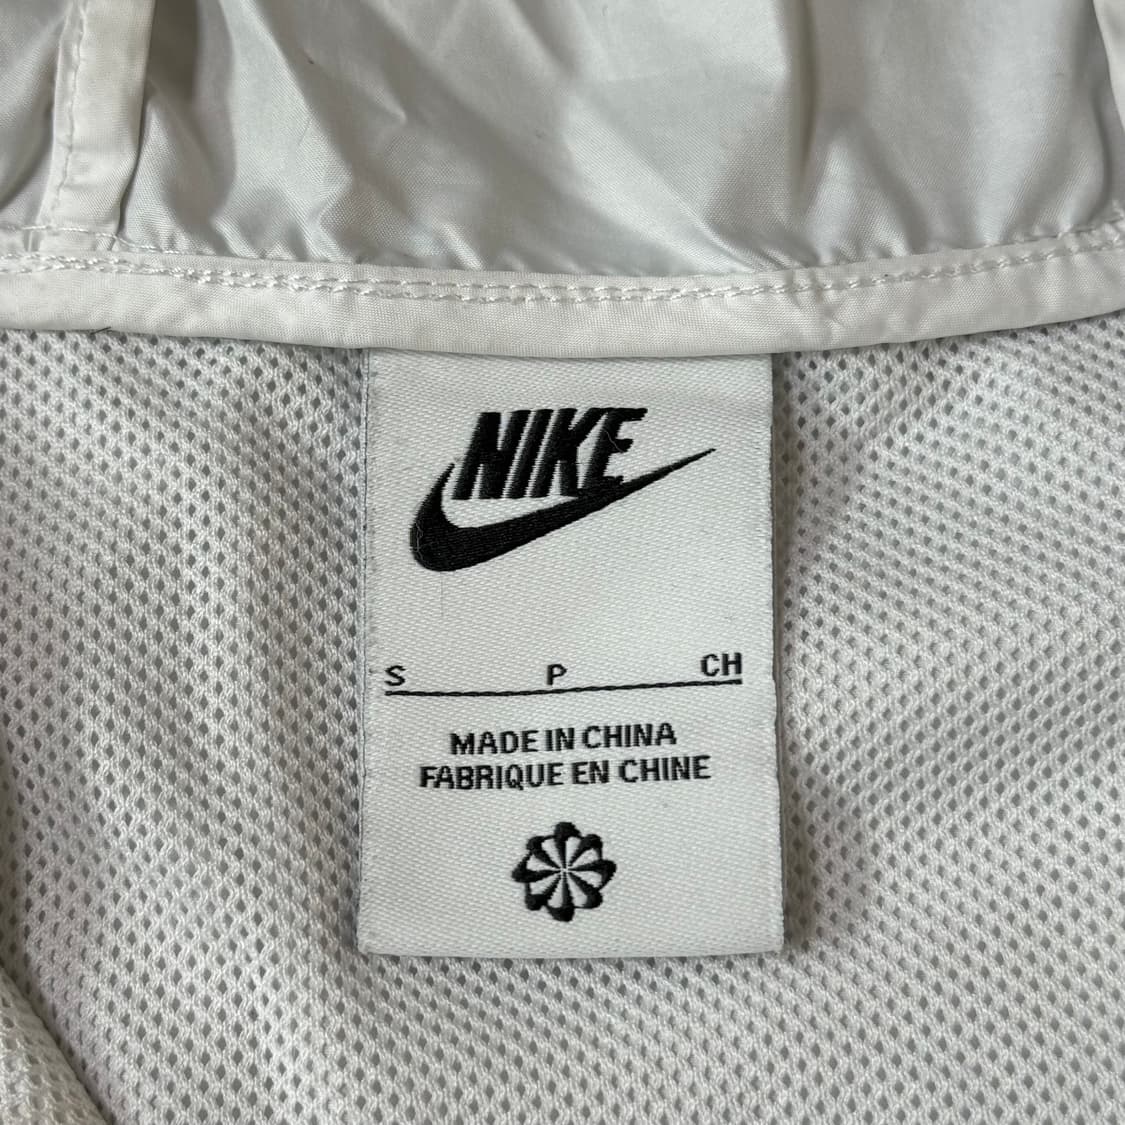 NIKE
S P CH
MADE IN CHINA
FABRIQUE EN CHINE